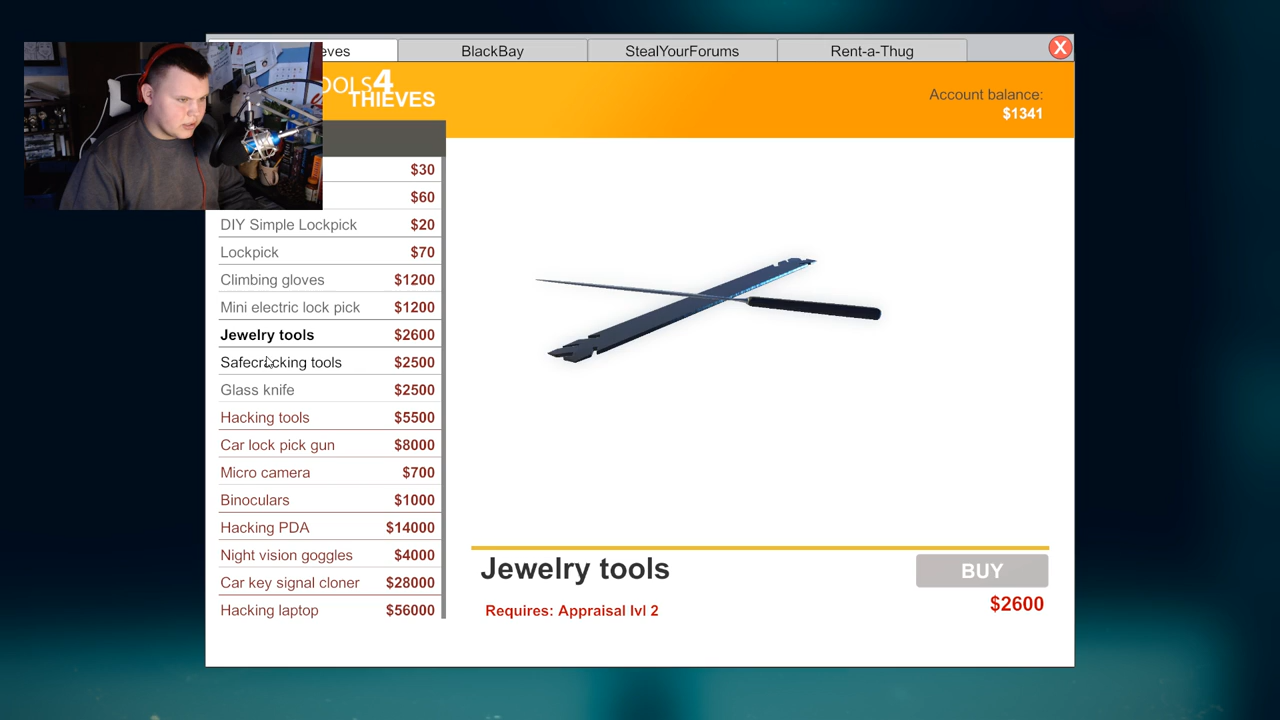 eves
BlackBay
StealYourForums
Rent-a-Thug
X
OOLS4
THIEVES
Account balance:
$1341
$30
$60
DIY Simple Lockpick $20
Lockpick $70
Climbing gloves $1200
Mini electric lock pick $1200
Jewelry tools $2600
Safecracking tools $2500
Glass knife $2500
Hacking tools $5500
Car lock pick gun $8000
Micro camera $700
Binoculars $1000
Hacking PDA $14000
Night vision goggles $4000
Car key signal cloner $28000
Hacking laptop $56000
Jewelry tools
BUY
Requires: Appraisal lvl 2
$2600